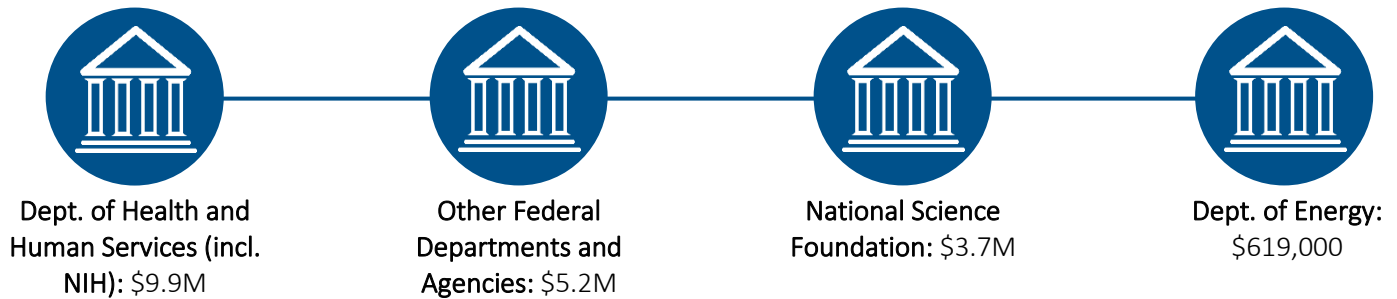 Dept. of Health and
Human Services (incl.
NIH): $9.9M
Other Federal
Departments and
Agencies: $5.2M
National Science
Foundation: $3.7M
Dept. of Energy:
$619,000